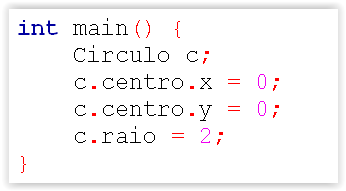 int main() {
Circulo c;
c.centro.x = 0;
c.centro.y = 0;
c.raio = 2;
}